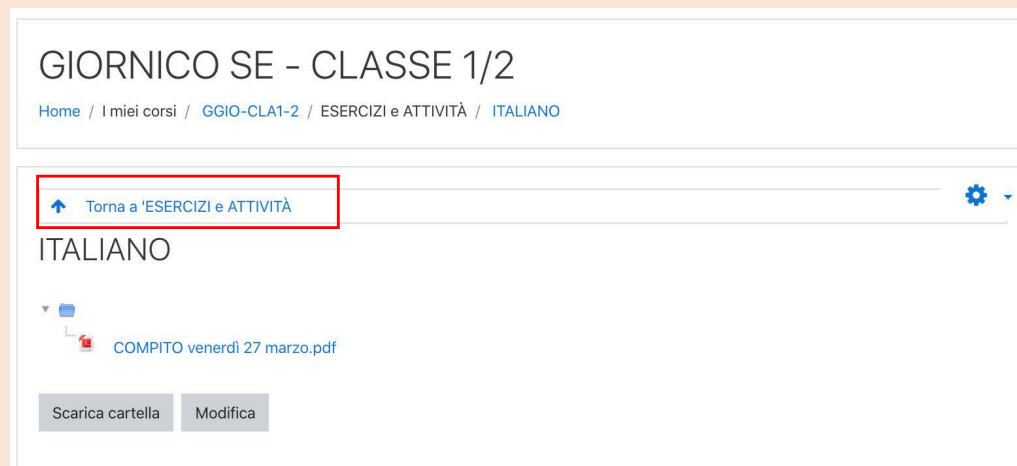 GIORNICO SE - CLASSE 1/2
Home / I miei corsi / GGIO-CLA1-2 / ESERCIZI e ATTIVITÀ / ITALIANO
Torna a 'ESERCIZI e ATTIVITÀ
ITALIANO
COMPITO venerdì 27 marzo.pdf
Scarica cartella Modifica